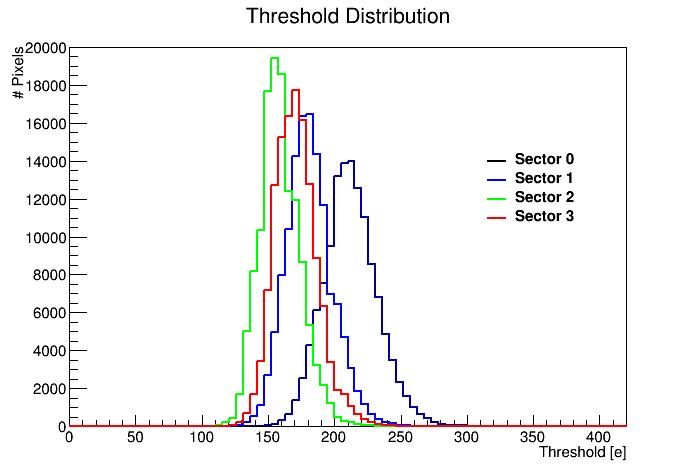 Threshold Distribution
# Pixels
20000
18000
16000
14000
12000
10000
8000
6000
4000
2000
0
Sector 0
Sector 1
Sector 2
Sector 3
0 50 100 150 200 250 300 350 400
Threshold [e]